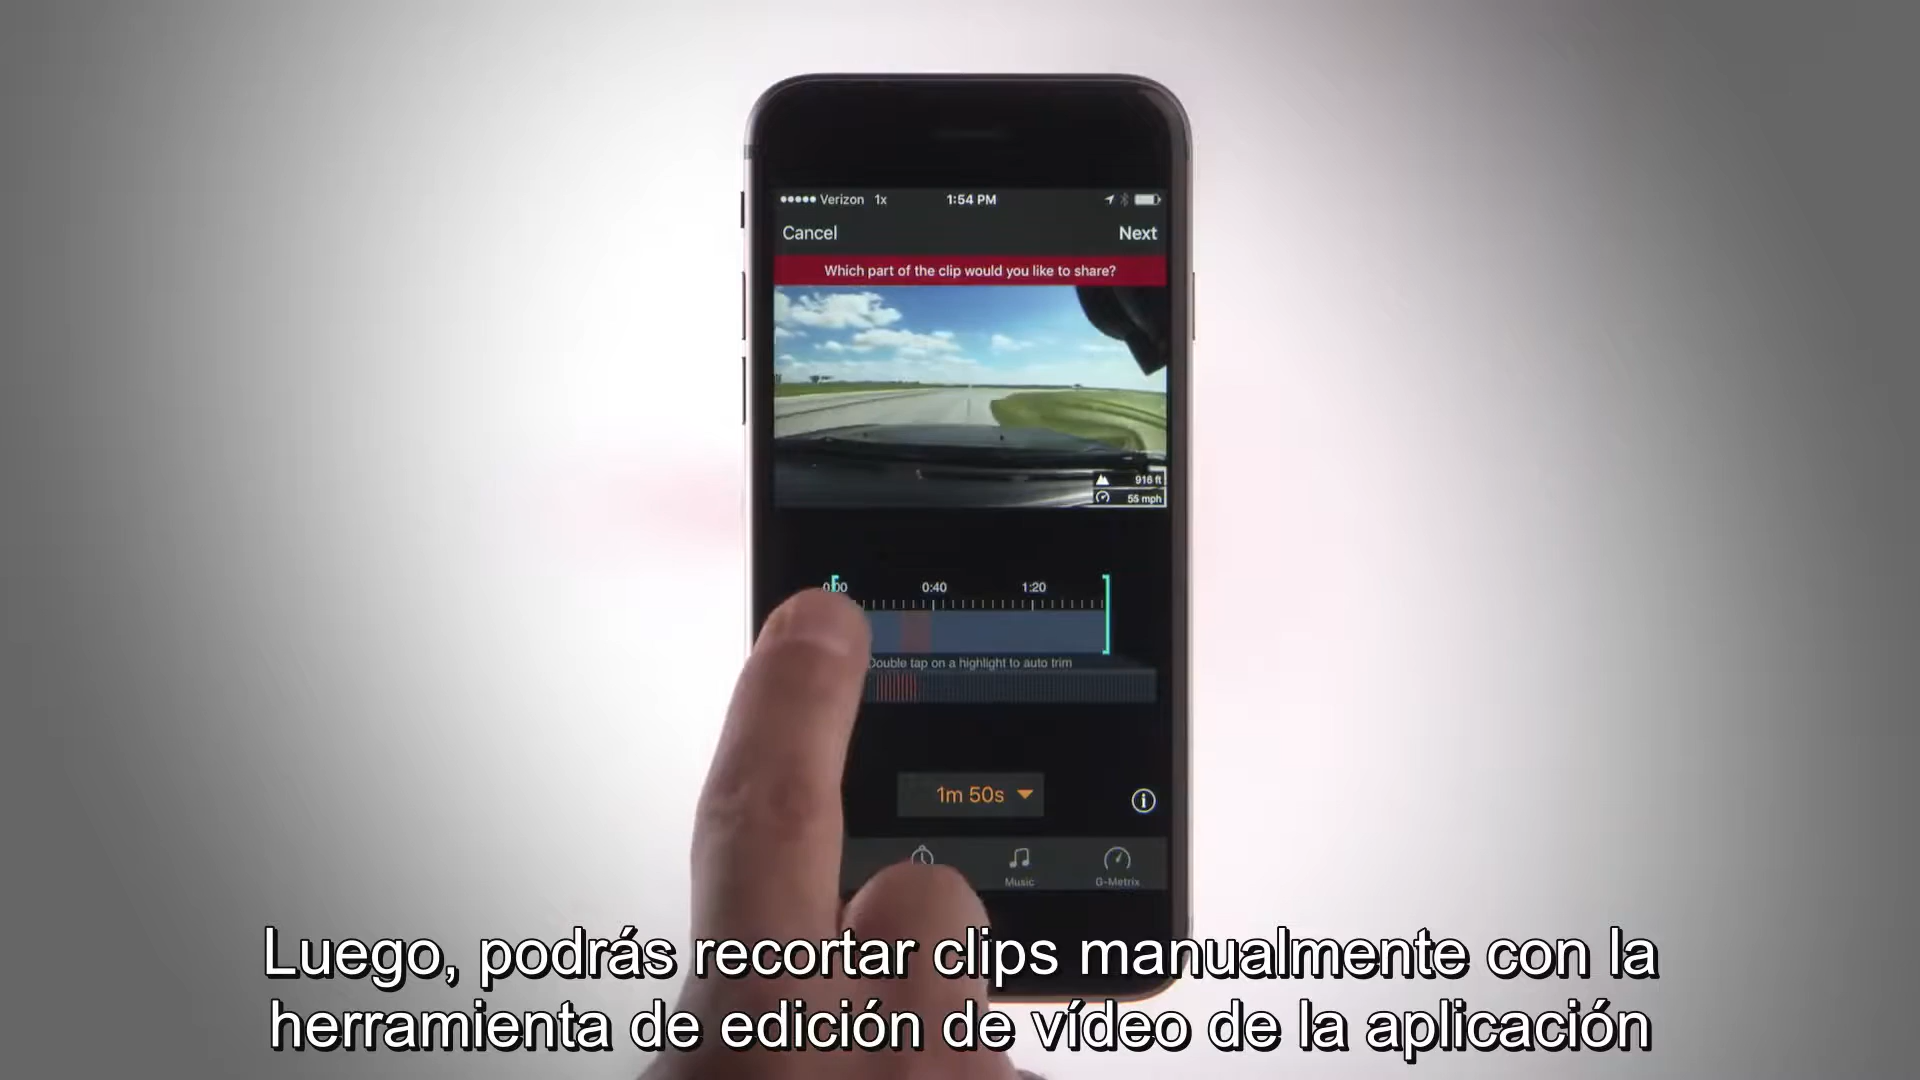 ●●●●● Verizon 1x 1:54 PM
Cancel Next
Which part of the clip would you like to share?
916 ft
55 mph
0:00 0:40 1:20
Double tap on a highlight to auto trim
1m 50s
Music G-Metrix
Luego, podrás recortar clips manualmente con la
herramienta de edición de vídeo de la aplicación